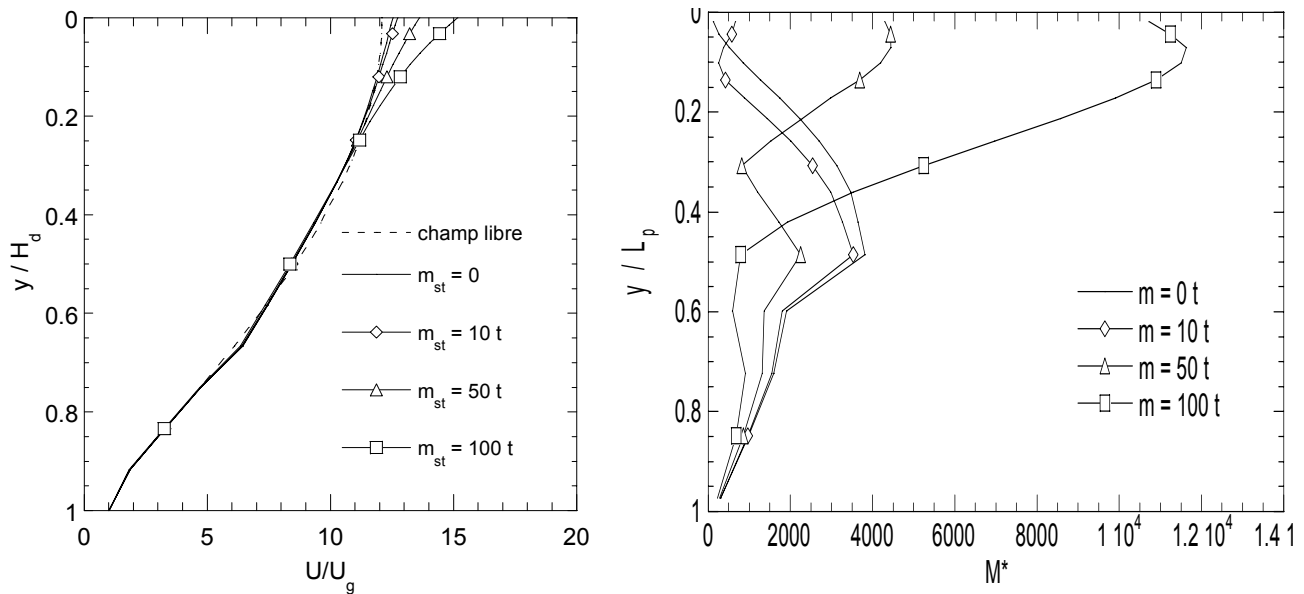 0
0.2
0.4
0.6
0.8
1
y / H_d
0 5 10 15 20
U/U_g
champ libre
m_st = 0
m_st = 10 t
m_st = 50 t
m_st = 100 t
0
0.2
0.4
0.6
0.8
1
y / L_p
0 2000 4000 6000 8000 1 10^4 1.2 10^4 1.4 1
M*
m = 0 t
m = 10 t
m = 50 t
m = 100 t